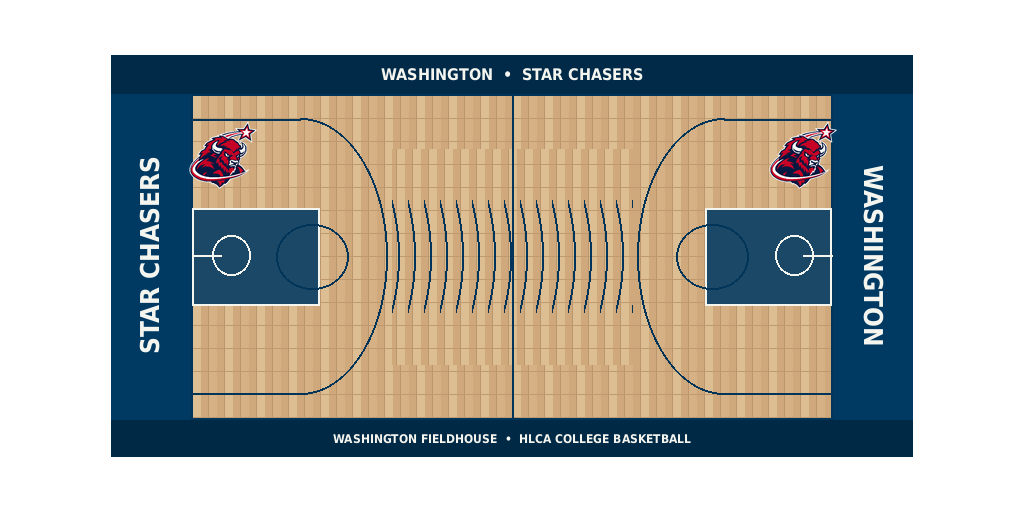 WASHINGTON • STAR CHASERS
STAR CHASERS
WASHINGTON
WASHINGTON FIELDHOUSE • HLCA COLLEGE BASKETBALL